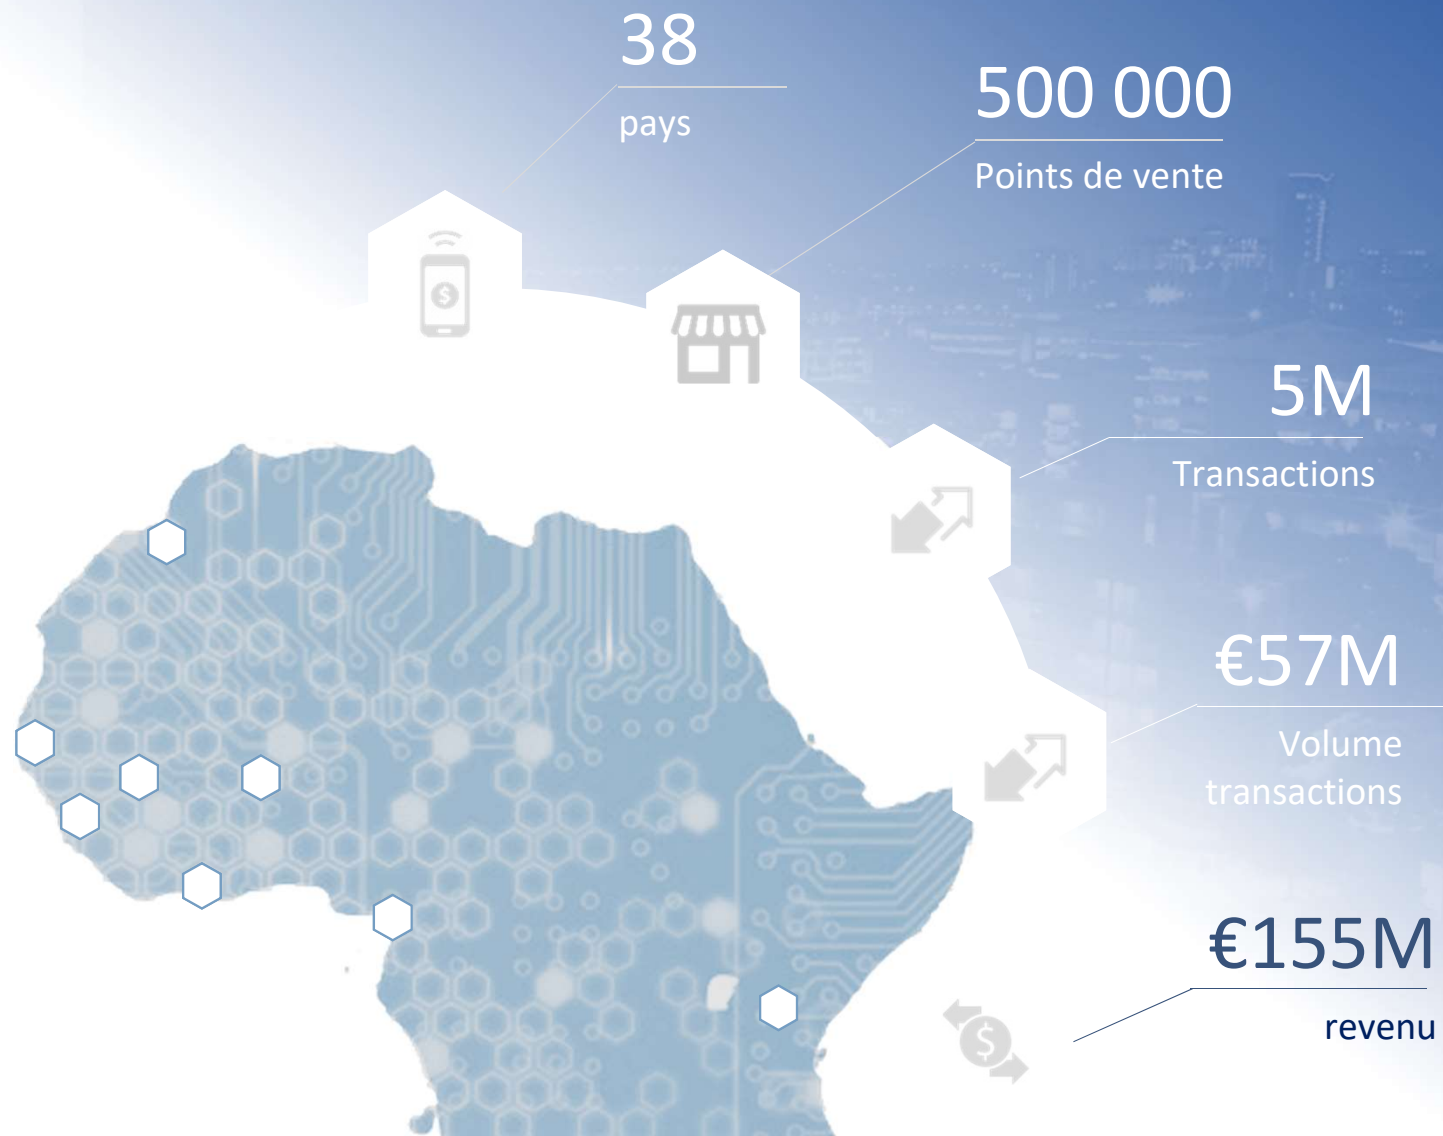 38
pays
500 000
Points de vente
5M
Transactions
€57M
Volume
transactions
€155M
revenu